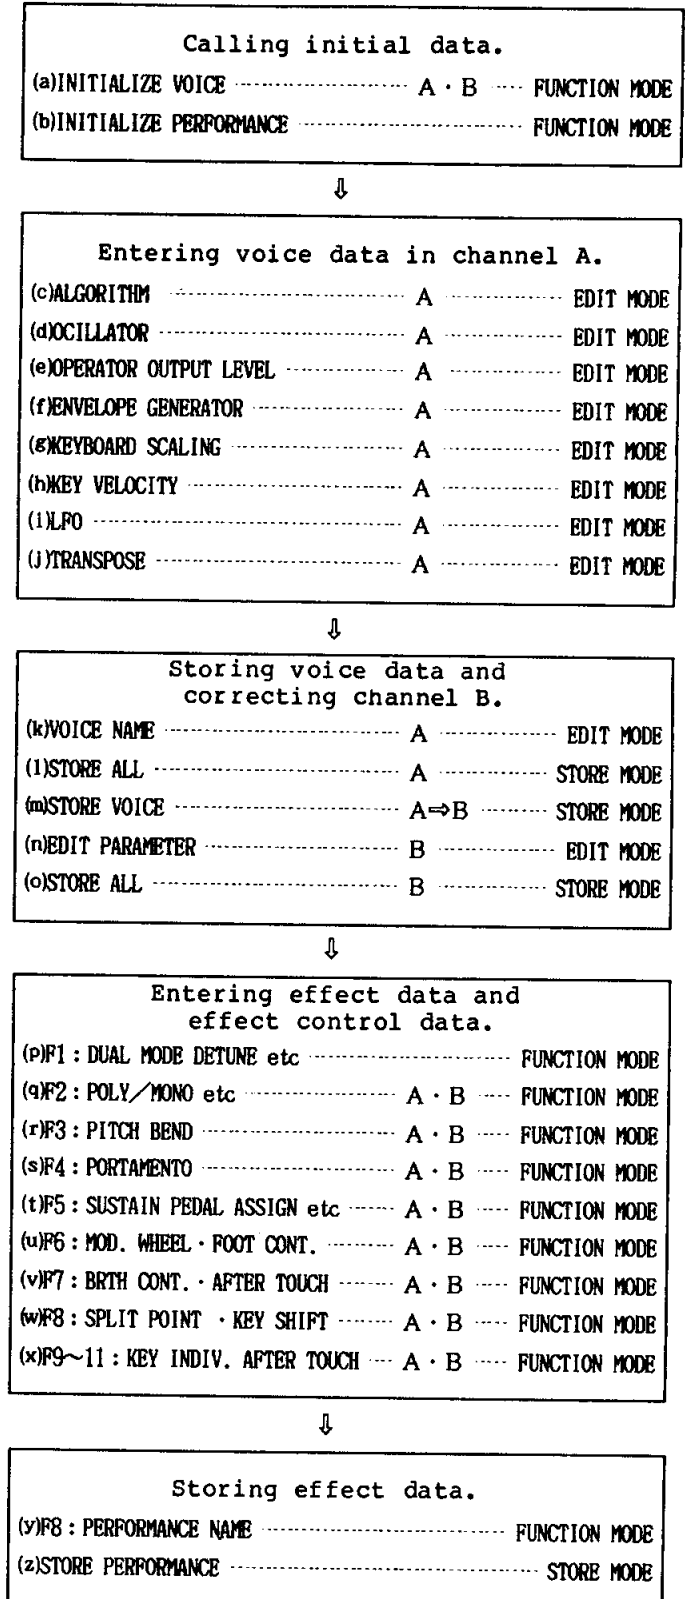 Calling initial data.
(a)INITIALIZE VOICE ---------------------- A · B ---- FUNCTION MODE
(b)INITIALIZE PERFORMANCE ---------------------------- FUNCTION MODE
⇩
Entering voice data in channel A.
(c)ALGORITHM ------------------------------ A --------------- EDIT MODE
(d)OCILLATOR ------------------------------ A --------------- EDIT MODE
(e)OPERATOR OUTPUT LEVEL --------------- A --------------- EDIT MODE
(f)ENVELOPE GENERATOR ------------------- A --------------- EDIT MODE
(g)KEYBOARD SCALING --------------------- A --------------- EDIT MODE
(h)KEY VELOCITY --------------------------- A --------------- EDIT MODE
(i)LFO --------------------------------------- A --------------- EDIT MODE
(j)TRANSPOSE ------------------------------- A --------------- EDIT MODE
⇩
Storing voice data and
correcting channel B.
(k)VOICE NAME ------------------------------ A --------------- EDIT MODE
(l)STORE ALL -------------------------------- A -------------- STORE MODE
(m)STORE VOICE ----------------------------- A⇨B --------- STORE MODE
(n)EDIT PARAMETER -------------------------- B --------------- EDIT MODE
(o)STORE ALL -------------------------------- B -------------- STORE MODE
⇩
Entering effect data and
effect control data.
(p)F1 : DUAL MODE DETUNE etc -------------------------- FUNCTION MODE
(q)F2 : POLY／MONO etc -------------------- A · B ----- FUNCTION MODE
(r)F3 : PITCH BEND ------------------------- A · B ----- FUNCTION MODE
(s)F4 : PORTAMENTO ------------------------- A · B ----- FUNCTION MODE
(t)F5 : SUSTAIN PEDAL ASSIGN etc ------ A · B ----- FUNCTION MODE
(u)F6 : MOD. WHEEL · FOOT CONT. --------- A · B ----- FUNCTION MODE
(v)F7 : BRTH CONT. · AFTER TOUCH ------- A · B ----- FUNCTION MODE
(w)F8 : SPLIT POINT · KEY SHIFT ------- A · B ----- FUNCTION MODE
(x)F9～11 : KEY INDIV. AFTER TOUCH --- A · B ----- FUNCTION MODE
⇩
Storing effect data.
(y)F8 : PERFORMANCE NAME ------------------------------- FUNCTION MODE
(z)STORE PERFORMANCE --------------------------------------- STORE MODE